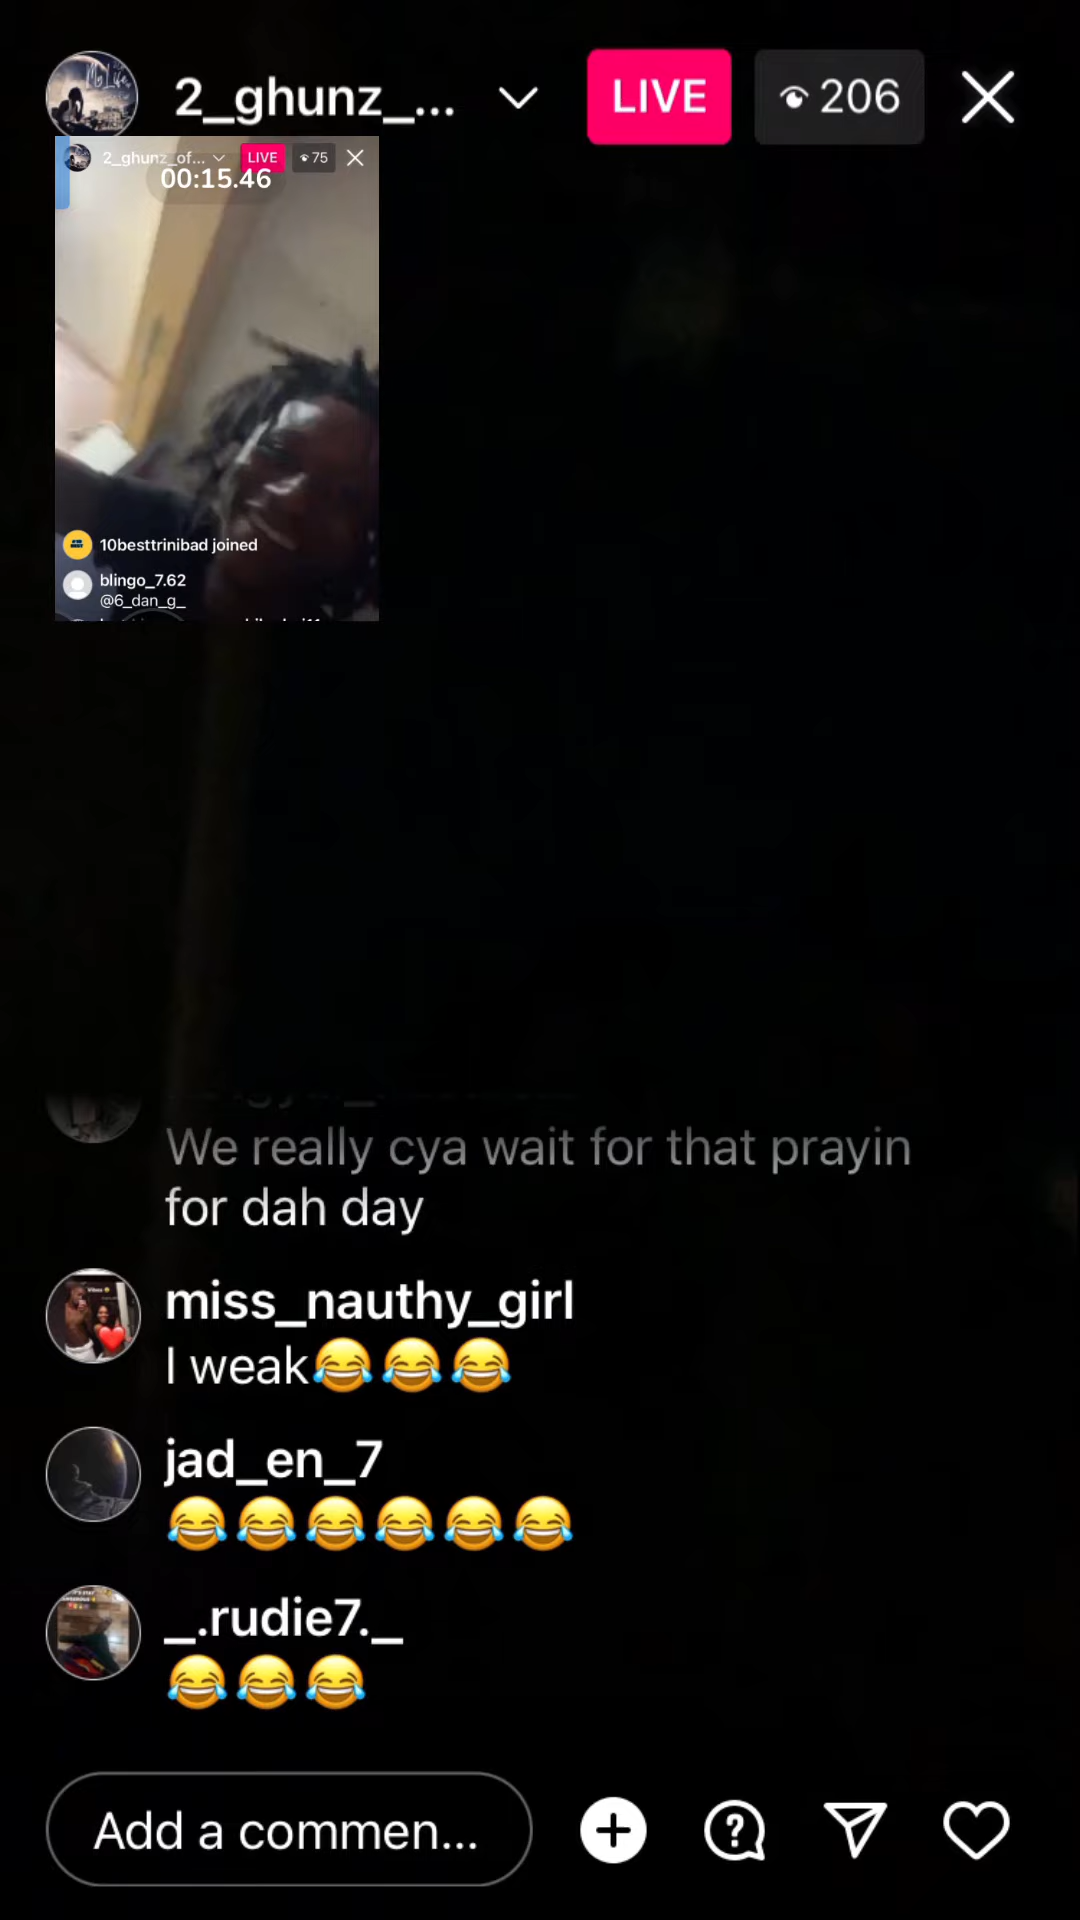 2_ghunz_...
LIVE
206
2_ghunz_of...
LIVE
75
00:15.46
10besttrinibad joined
blingo_7.62
@6_dan_g_
We really cya wait for that prayin
for dah day
miss_nauthy_girl
I weak😂😂😂
jad_en_7
😂😂😂😂😂😂
_.rudie7._
😂😂😂
Add a commen...